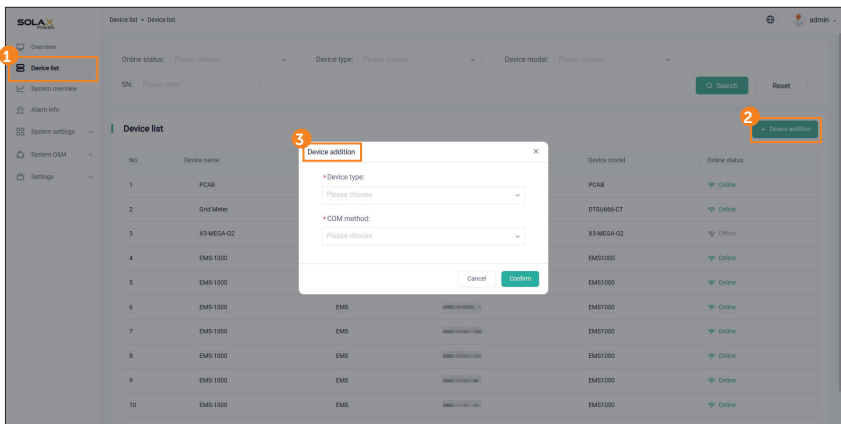 SOLAX
POWER
Device list > Device list
admin
1
Overview
Device list
System overview
Alarm info
System settings
System O&M
Settings
Online status: Please choose
Device type: Please choose
Device model: Please choose
SN: Please enter
Search
Reset
Device list
2
+ Device addition
3
Device addition
×
* Device type:
Please choose
* COM method:
Please choose
Cancel
Confirm
No. Device name Device model Online status
1 PCAB PCAB Online
2 Grid Meter DTSU666-CT Online
3 X3-MEGA-G2 X3-MEGA-G2 Offline
4 EMS-1000 EMS1000 Online
5 EMS-1000 EMS1000 Online
6 EMS-1000 EMS EMS1000 Online
7 EMS-1000 EMS EMS1000 Online
8 EMS-1000 EMS EMS1000 Online
9 EMS-1000 EMS EMS1000 Online
10 EMS-1000 EMS EMS1000 Online